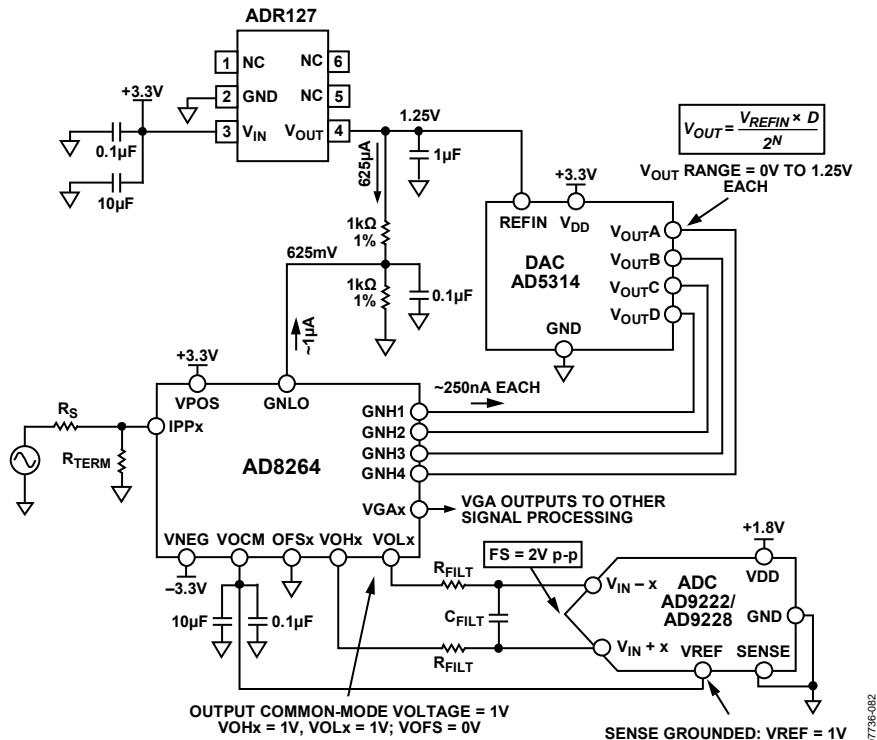 ADR127
1 NC
NC 6
2 GND
NC 5
3 VIN
VOUT 4
+3.3V
0.1µF
10µF
1.25V
1µF
625µA
1kΩ
1%
625mV
1kΩ
1%
0.1µF
~1µA
VOUT = VREFIN × D
2N
VOUT RANGE = 0V TO 1.25V
EACH
+3.3V
REFIN
VDD
DAC
AD5314
VOUTA
VOUTB
VOUTC
VOUTD
GND
+3.3V
VPOS
GNLO
~250nA EACH
RS
IPPx
RTERM
AD8264
GNH1
GNH2
GNH3
GNH4
VGAx
VGA OUTPUTS TO OTHER
SIGNAL PROCESSING
VNEG
VOCM
OFSx
VOHx
VOLx
–3.3V
10µF
0.1µF
RFILT
CFILT
RFILT
FS = 2V p-p
+1.8V
VDD
VIN – x
ADC
AD9222/
AD9228
GND
VIN + x
VREF
SENSE
OUTPUT COMMON-MODE VOLTAGE = 1V
VOHx = 1V, VOLx = 1V; VOFS = 0V
SENSE GROUNDED: VREF = 1V
07736-082